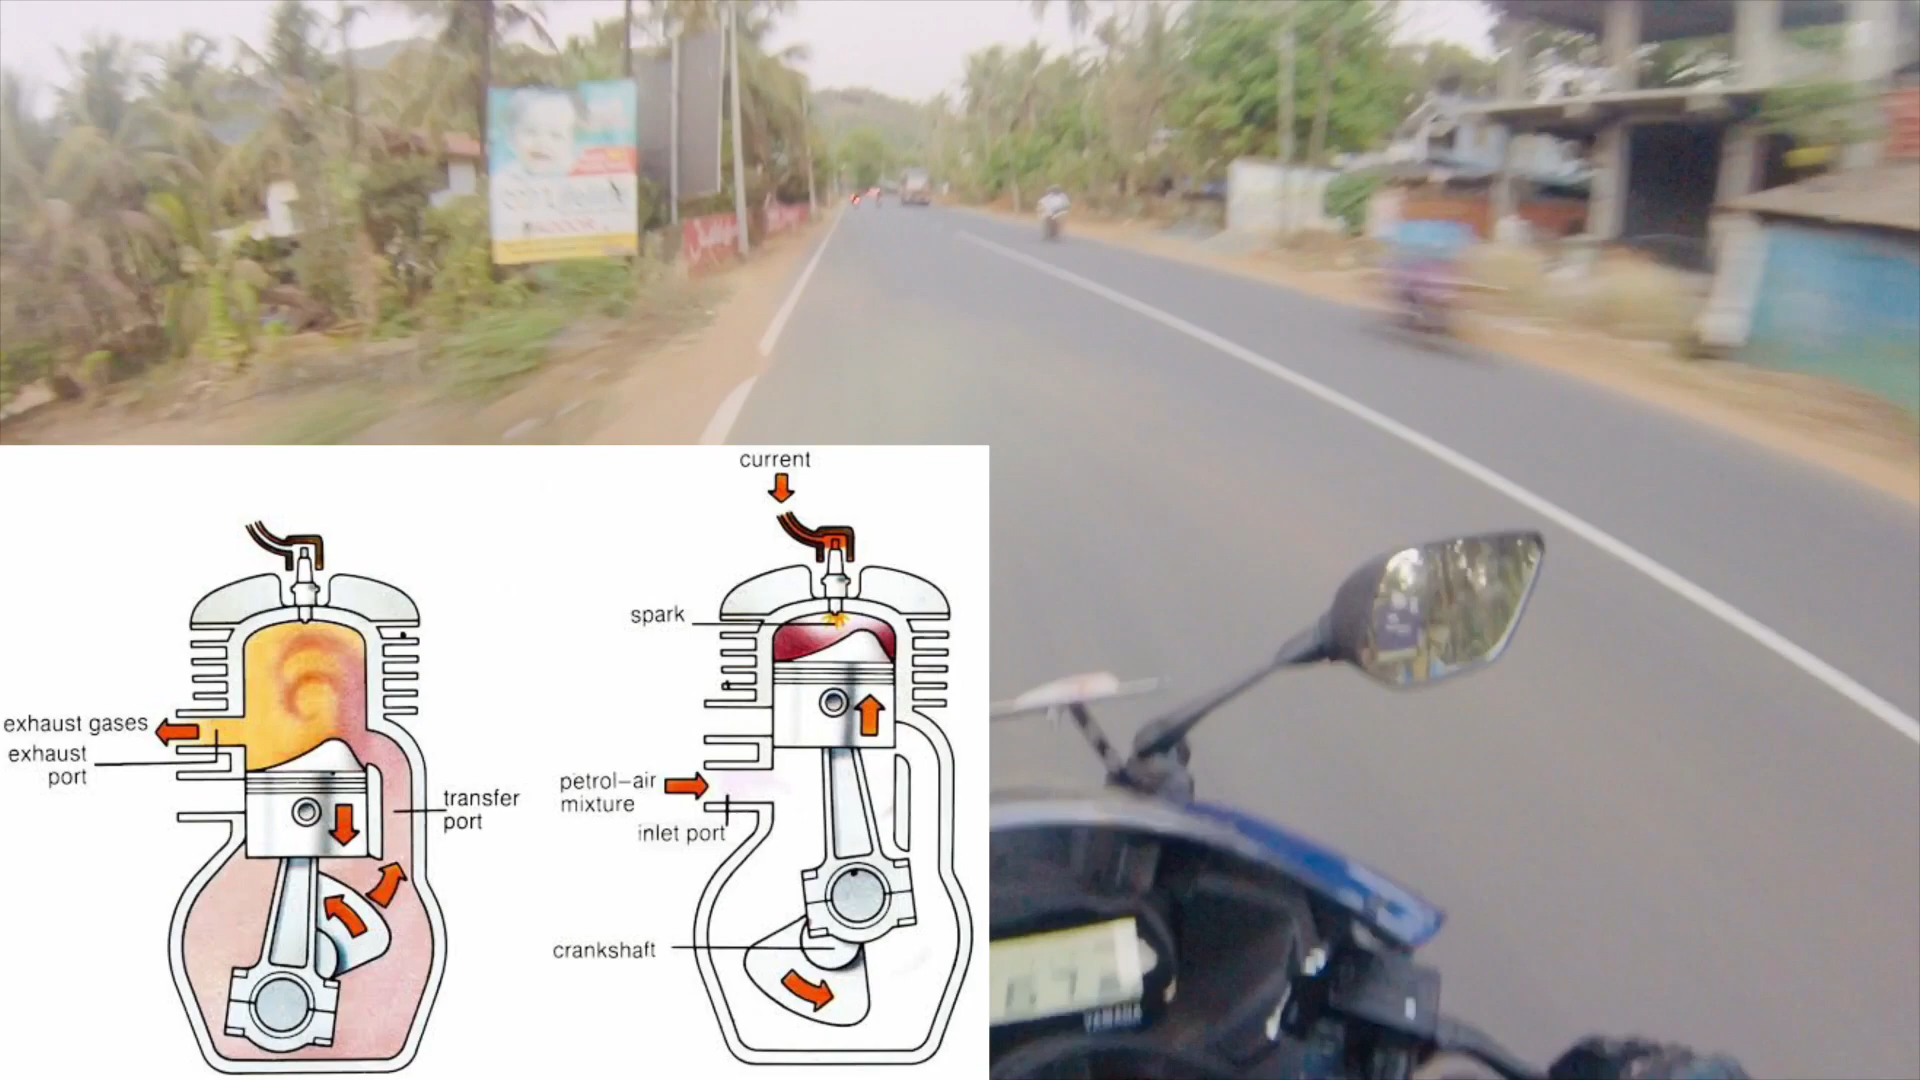 current
spark
exhaust gases
exhaust
port
transfer
port
petrol–air
mixture
inlet port
crankshaft
YAMAHA